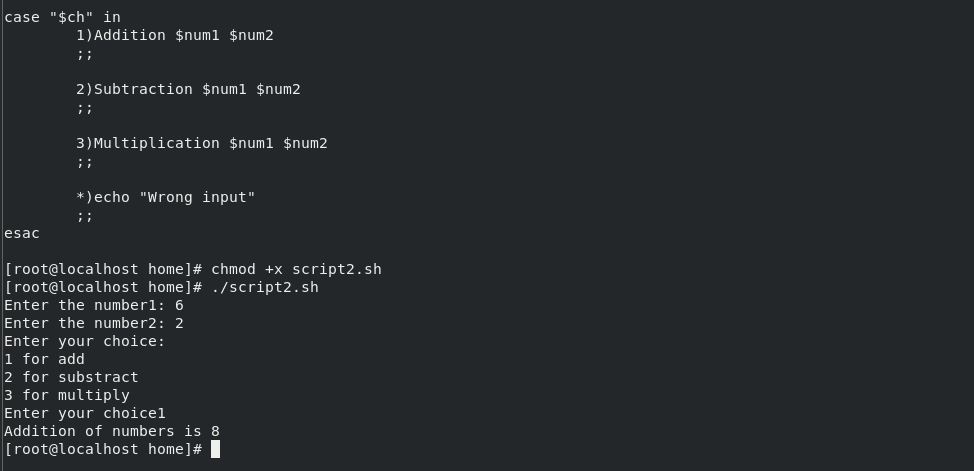 case "$ch" in
1)Addition $num1 $num2
;;
2)Subtraction $num1 $num2
;;
3)Multiplication $num1 $num2
;;
*)echo "Wrong input"
;;
esac
[root@localhost home]# chmod +x script2.sh
[root@localhost home]# ./script2.sh
Enter the number1: 6
Enter the number2: 2
Enter your choice:
1 for add
2 for substract
3 for multiply
Enter your choice1
Addition of numbers is 8
[root@localhost home]#